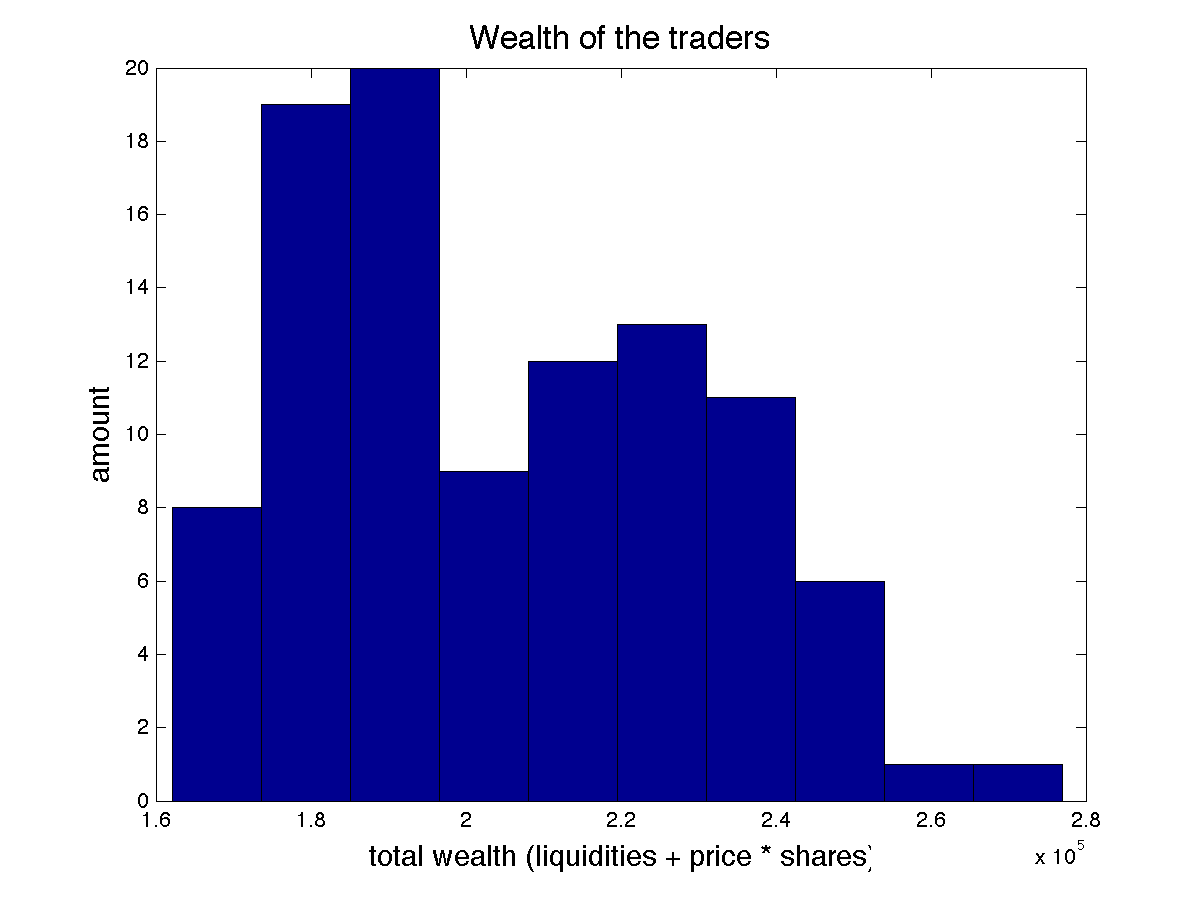 Wealth of the traders
20
18
16
14
12
10
8
6
4
2
0
amount
1.6 1.8 2 2.2 2.4 2.6 2.8
x 10^5
total wealth (liquidities + price * shares)